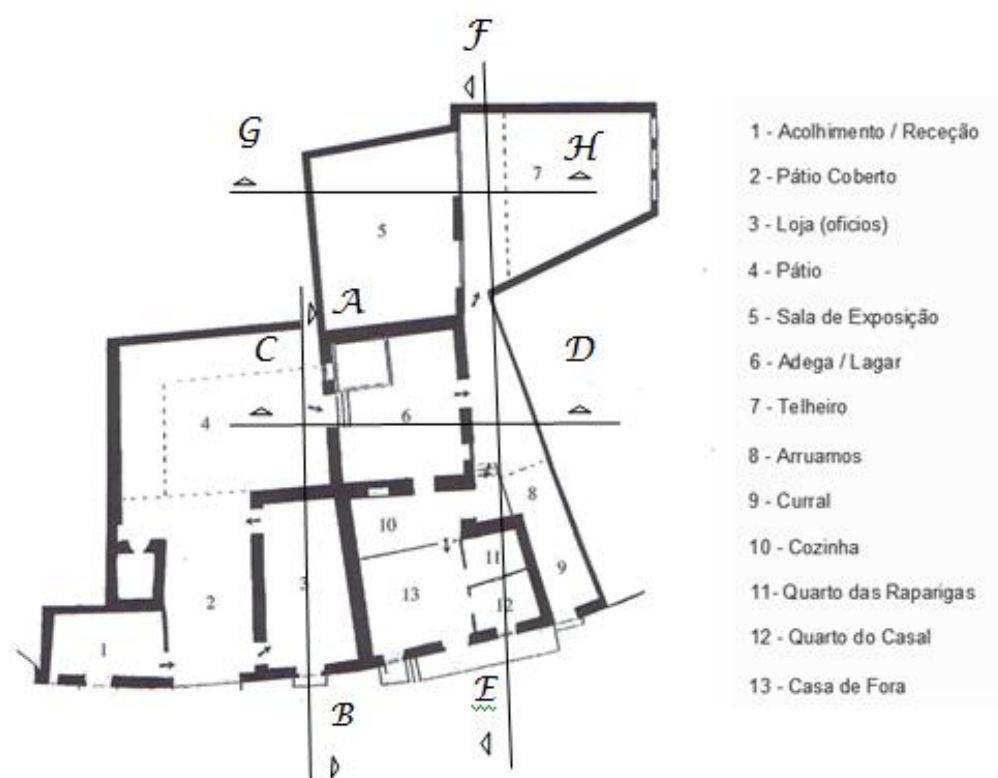 F
G
H
7
5
A
C
D
4
6
8
10
11
9
3
13
2
12
1
E
B
1 - Acolhimento / Receção
2 - Pátio Coberto
3 - Loja (oficios)
4 - Pátio
5 - Sala de Exposição
6 - Adega / Lagar
7 - Telheiro
8 - Arruamos
9 - Curral
10 - Cozinha
11- Quarto das Raparigas
12 - Quarto do Casal
13 - Casa de Fora